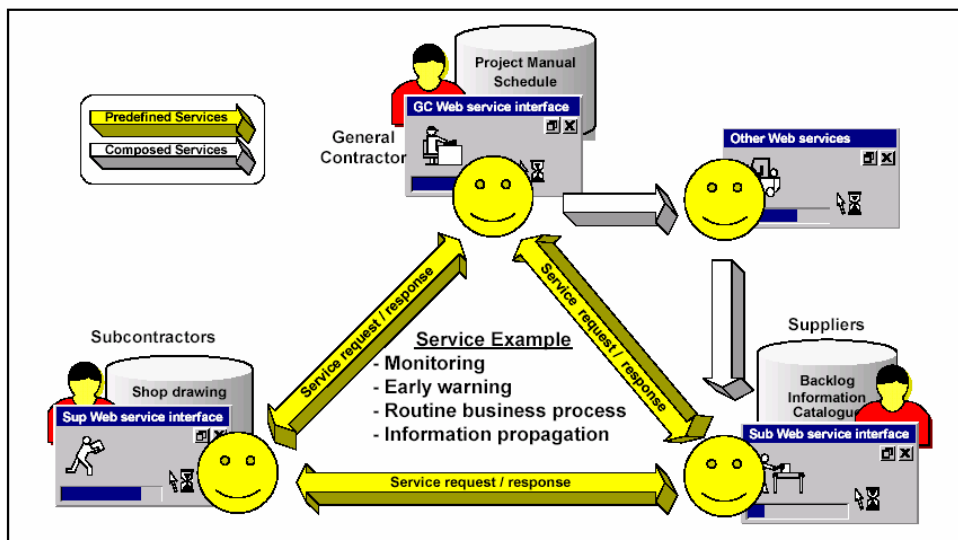 Project Manual
Schedule
GC Web service interface
Predefined Services
Composed Services
General
Contractor
Other Web services
Service request / response
Service request / response
Subcontractors
Suppliers
Service Example
- Monitoring
- Early warning
- Routine business process
- Information propagation
Shop drawing
Sup Web service interface
Backlog
Information
Catalogue
Sub Web service interface
Service request / response